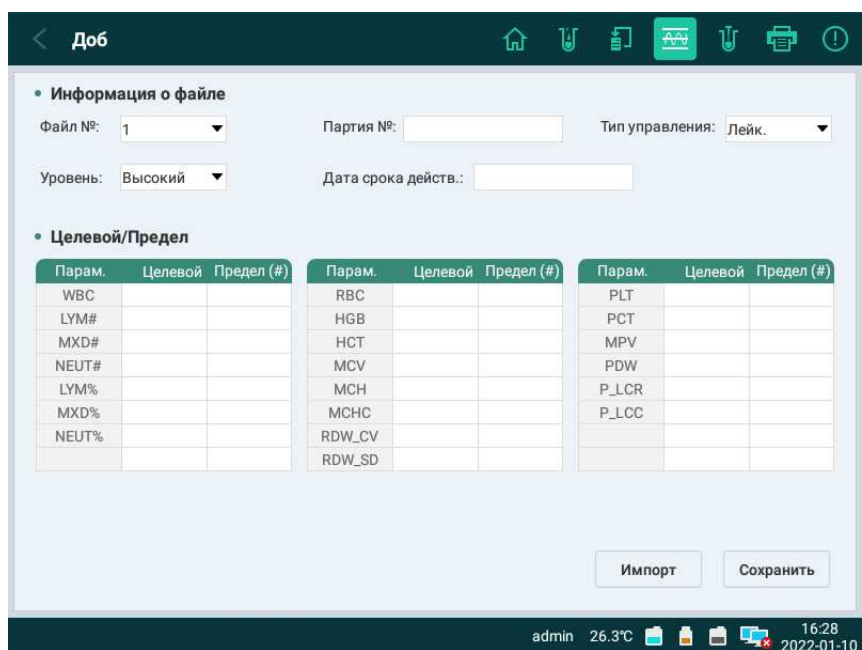 Доб
Информация о файле
Файл №: 1 Партия №: Тип управления: Лейк.
Уровень: Высокий Дата срока действ.:
Целевой/Предел
Парам. Целевой Предел (#) Парам. Целевой Предел (#) Парам. Целевой Предел (#)
WBC RBC PLT
LYM# HGB PCT
MXD# HCT MPV
NEUT# MCV PDW
LYM% MCH P_LCR
MXD% MCHC P_LCC
NEUT% RDW_CV
RDW_SD
Импорт Сохранить
admin 26.3℃ 16:28
2022-01-10